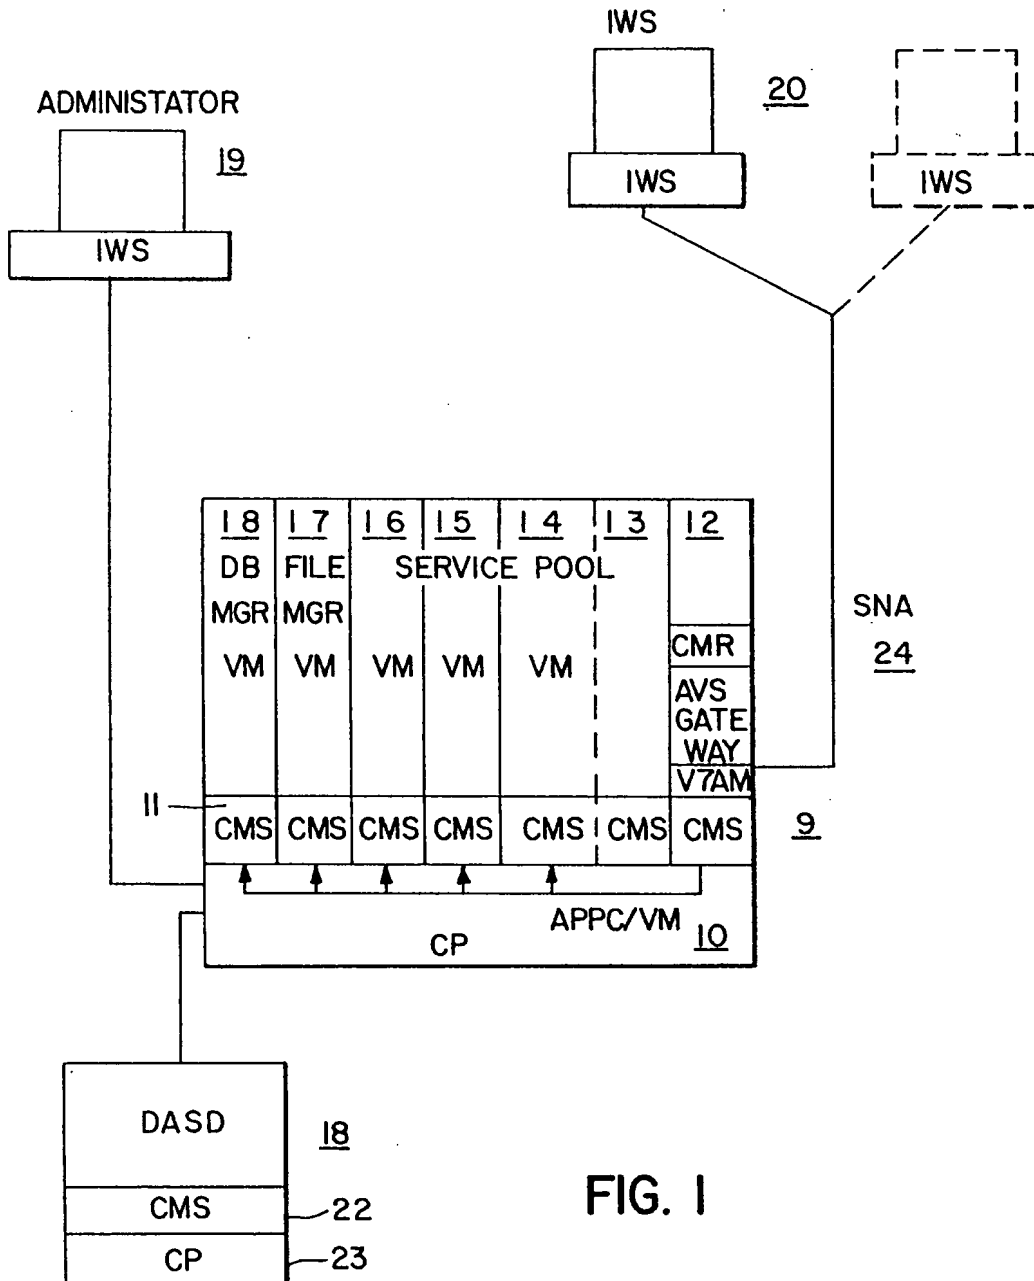 IWS
20
ADMINISTATOR
19
IWS
IWS
IWS
18 17 16 15 14 13 12
DB FILE SERVICE POOL
MGR MGR
VM VM VM VM VM
CMR
AVS
GATE
WAY
V7AM
SNA
24
11
CMS CMS CMS CMS CMS CMS CMS
9
APPC/VM
10
CP
DASD
18
CMS
22
CP
23
FIG. 1